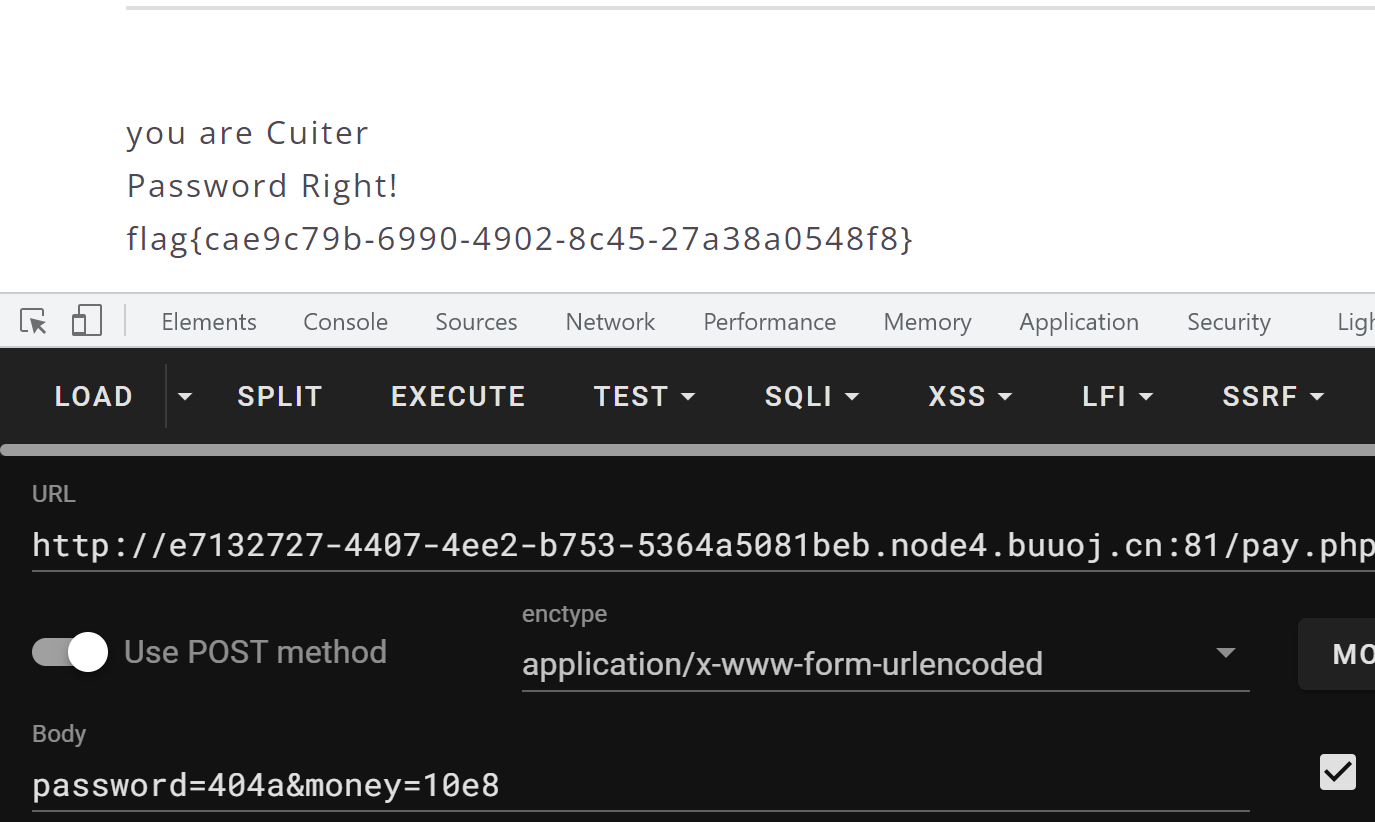 you are Cuiter
Password Right!
flag{cae9c79b-6990-4902-8c45-27a38a0548f8}
Elements Console Sources Network Performance Memory Application Security Ligh
LOAD SPLIT EXECUTE TEST SQLI XSS LFI SSRF
URL
http://e7132727-4407-4ee2-b753-5364a5081beb.node4.buuoj.cn:81/pay.php
enctype
Use POST method application/x-www-form-urlencoded MO
Body
password=404a&money=10e8